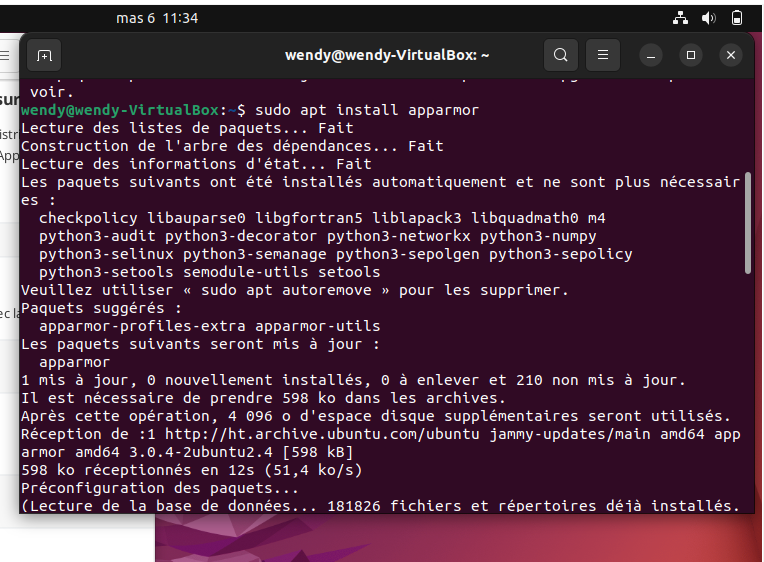 mas 6 11:34
wendy@wendy-VirtualBox: ~
voir.
wendy@wendy-VirtualBox:~$ sudo apt install apparmor
Lecture des listes de paquets... Fait
Construction de l'arbre des dépendances... Fait
Lecture des informations d'état... Fait
Les paquets suivants ont été installés automatiquement et ne sont plus nécessair
es :
  checkpolicy libauparse0 libgfortran5 liblapack3 libquadmath0 m4
  python3-audit python3-decorator python3-networkx python3-numpy
  python3-selinux python3-semanage python3-sepolgen python3-sepolicy
  python3-setools semodule-utils setools
Veuillez utiliser « sudo apt autoremove » pour les supprimer.
Paquets suggérés :
  apparmor-profiles-extra apparmor-utils
Les paquets suivants seront mis à jour :
  apparmor
1 mis à jour, 0 nouvellement installés, 0 à enlever et 210 non mis à jour.
Il est nécessaire de prendre 598 ko dans les archives.
Après cette opération, 4 096 o d'espace disque supplémentaires seront utilisés.
Réception de :1 http://ht.archive.ubuntu.com/ubuntu jammy-updates/main amd64 app
armor amd64 3.0.4-2ubuntu2.4 [598 kB]
598 ko réceptionnés en 12s (51,4 ko/s)
Préconfiguration des paquets...
(Lecture de la base de données... 181826 fichiers et répertoires déjà installés.